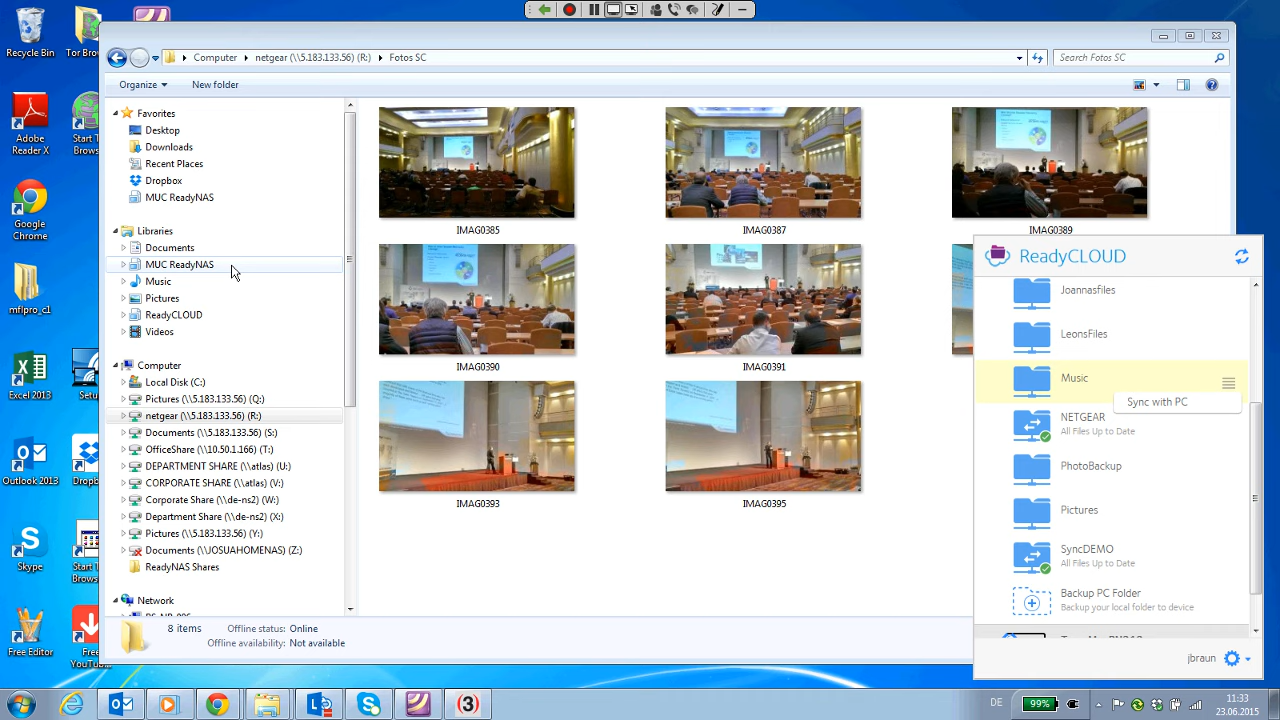 Recycle Bin
Tor Brow
Computer
netgear (\\5.183.133.56) (R:)
Fotos SC
Search Fotos SC
Organize
New folder
Favorites
Desktop
Downloads
Recent Places
Dropbox
MUC ReadyNAS
Libraries
Documents
MUC ReadyNAS
Music
Pictures
ReadyCLOUD
Videos
Computer
Local Disk (C:)
Pictures (\\5.183.133.56) (Q:)
netgear (\\5.183.133.56) (R:)
Documents (\\5.183.133.56) (S:)
OfficeShare (\\10.50.1.166) (T:)
DEPARTMENT SHARE (\\atlas) (U:)
CORPORATE SHARE (\\atlas) (V:)
Corporate Share (\\de-ns2) (W:)
Department Share (\\de-ns2) (X:)
Pictures (\\5.183.133.56) (Y:)
Documents (\\JOSUAHOMENAS) (Z:)
ReadyNAS Shares
Network
IMAG0385
IMAG0387
IMAG0389
IMAG0390
IMAG0391
IMAG0393
IMAG0395
8 items
Offline status: Online
Offline availability: Not available
Adobe
Reader X
Start T
Brows
Google
Chrome
mflpro_c1
Excel 2013
Setu
Outlook 2013
Dropb
Skype
Start T
Brows
Free Editor
Free
YouTub
ReadyCLOUD
Joannasfiles
LeonsFiles
Music
Sync with PC
NETGEAR
All Files Up to Date
PhotoBackup
Pictures
SyncDEMO
All Files Up to Date
Backup PC Folder
Backup your local folder to device
jbraun
DE
99%
11:33
23.06.2015